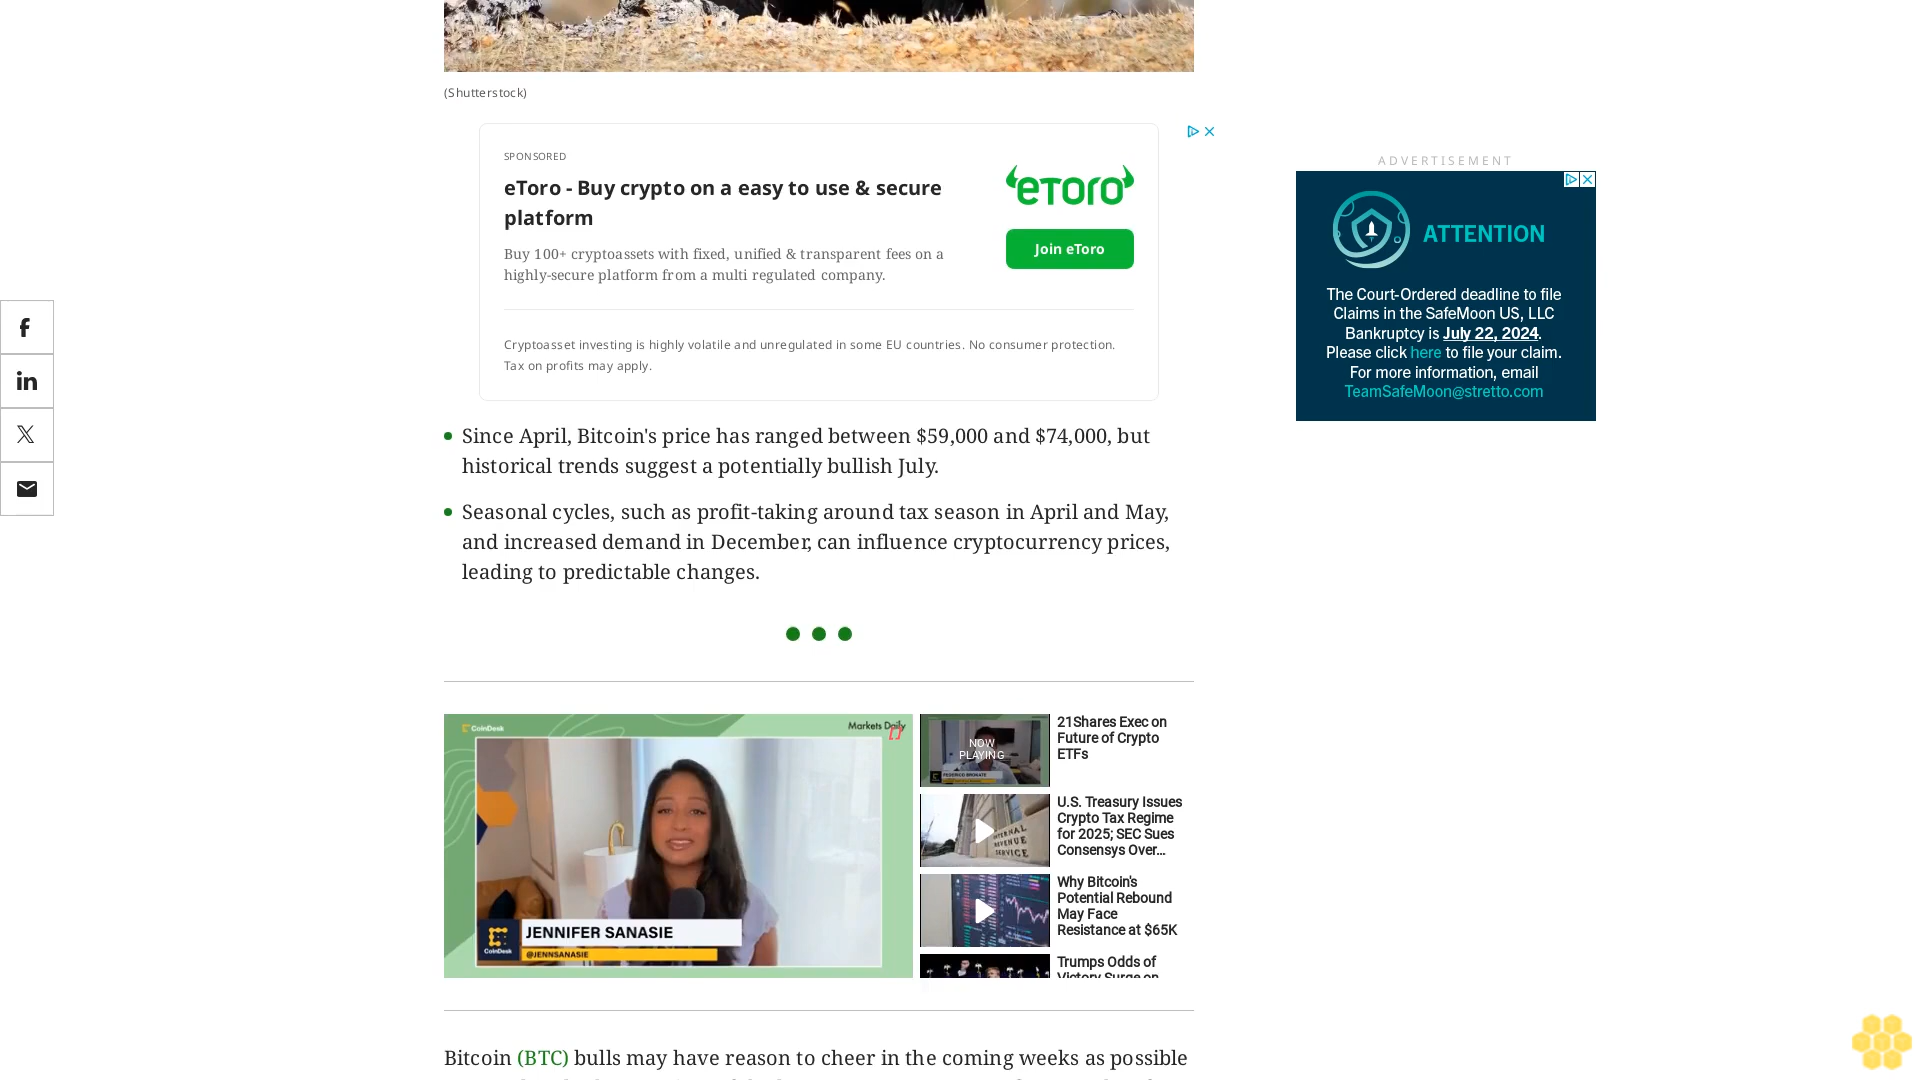 (Shutterstock)
SPONSORED
eToro - Buy crypto on a easy to use & secure
platform
Buy 100+ cryptoassets with fixed, unified & transparent fees on a
highly-secure platform from a multi regulated company.
eTORO
Join eToro
Cryptoasset investing is highly volatile and unregulated in some EU countries. No consumer protection.
Tax on profits may apply.
ADVERTISEMENT
ATTENTION
The Court-Ordered deadline to file
Claims in the SafeMoon US, LLC
Bankruptcy is July 22, 2024.
Please click here to file your claim.
For more information, email
TeamSafeMoon@stretto.com
Since April, Bitcoin's price has ranged between $59,000 and $74,000, but
historical trends suggest a potentially bullish July.
Seasonal cycles, such as profit-taking around tax season in April and May,
and increased demand in December, can influence cryptocurrency prices,
leading to predictable changes.
CoinDesk
Markets Daily
JENNIFER SANASIE
CoinDesk
@JENNSANASIE
NOW
PLAYING
FEDERICO BROKATE
21Shares Exec on
Future of Crypto
ETFs
INTERNAL
REVENUE
SERVICE
U.S. Treasury Issues
Crypto Tax Regime
for 2025; SEC Sues
Consensys Over...
Why Bitcoin's
Potential Rebound
May Face
Resistance at $65K
Trumps Odds of
Victory Surge on
Bitcoin (BTC) bulls may have reason to cheer in the coming weeks as possible